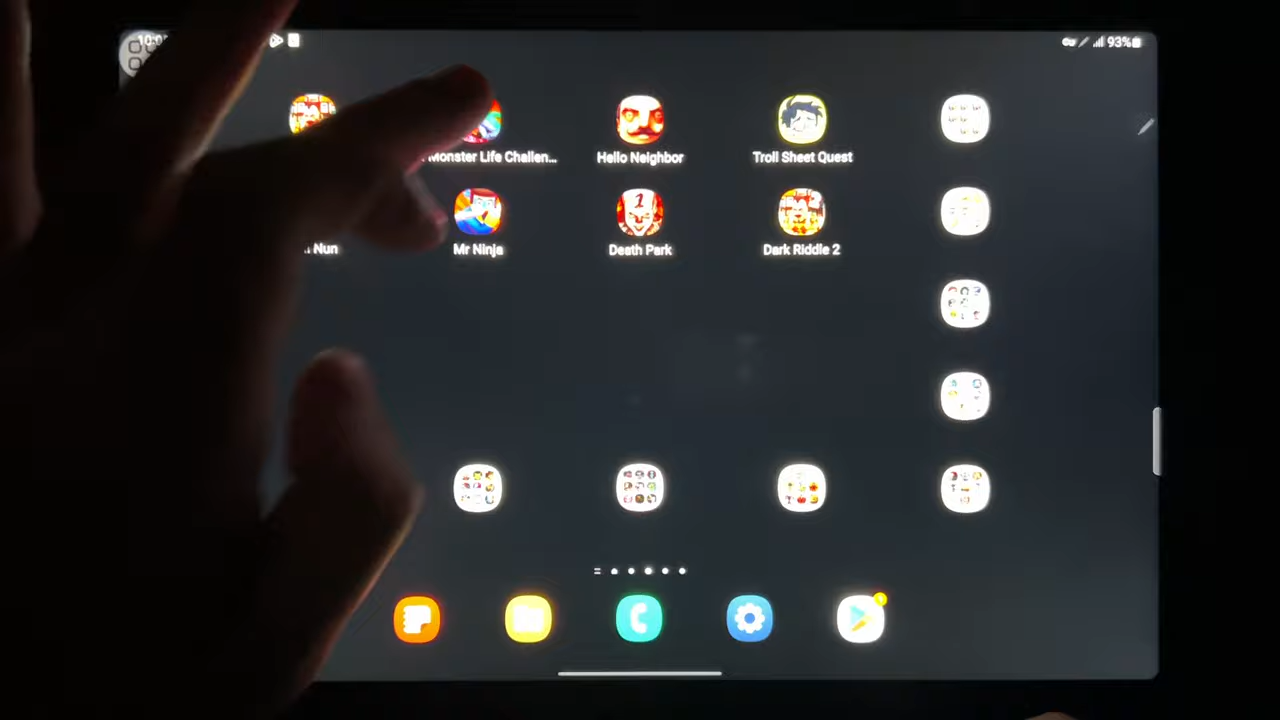 93%
Monster Life Challen...
Hello Neighbor
Troll Sheet Quest
Nun
Mr Ninja
Death Park
Dark Riddle 2